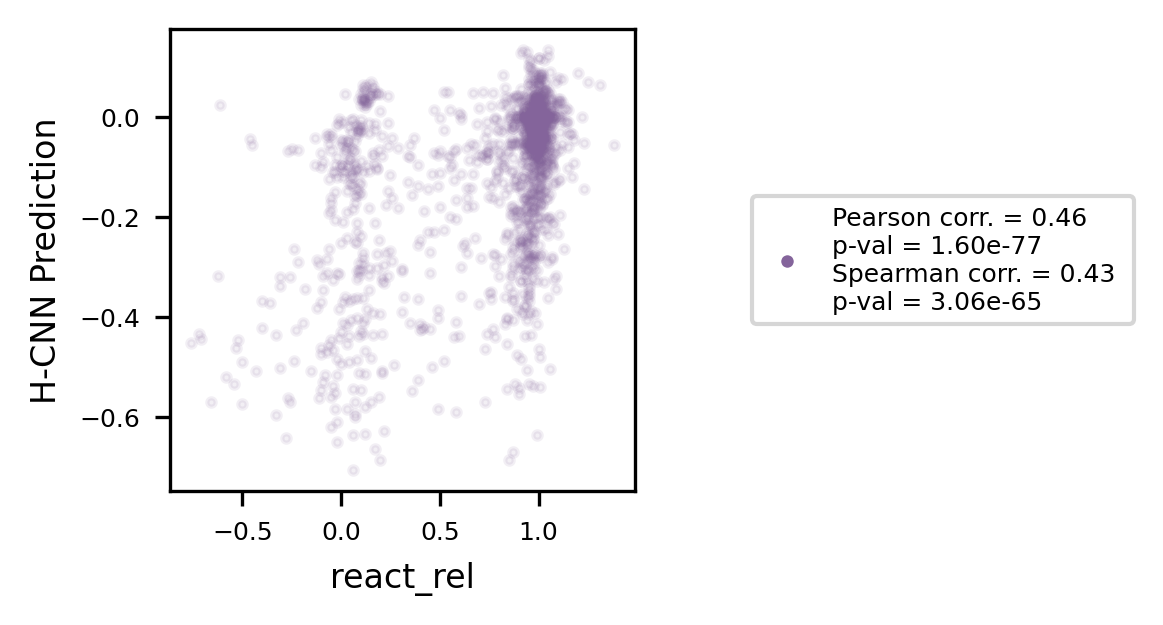 H-CNN Prediction
0.0
−0.2
−0.4
−0.6
−0.5
0.0
0.5
1.0
react_rel
Pearson corr. = 0.46
p-val = 1.60e-77
Spearman corr. = 0.43
p-val = 3.06e-65